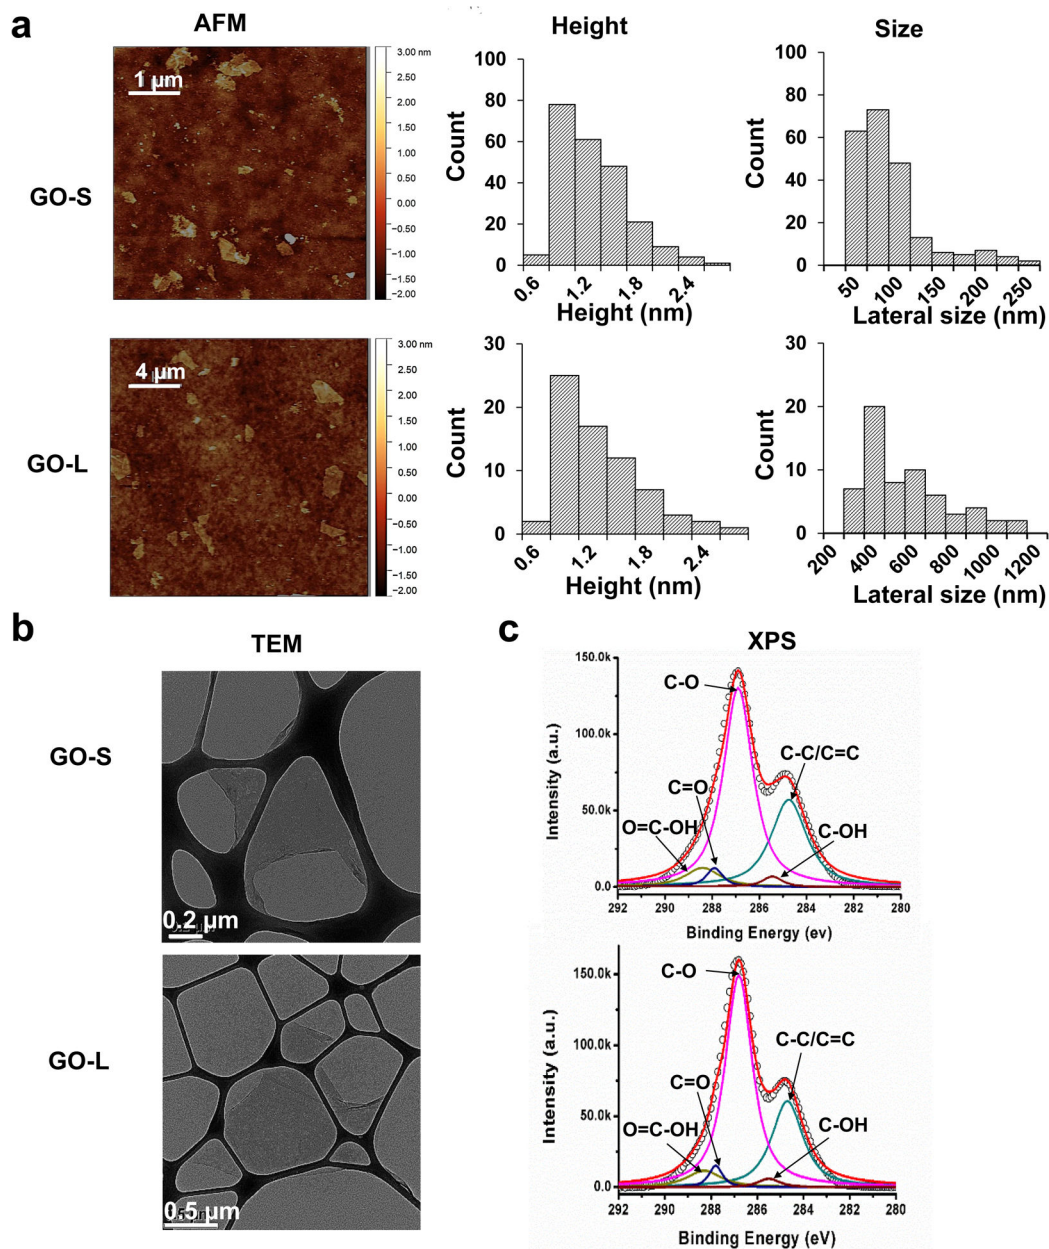 a
AFM
Height
Size
GO-S
1 μm
3.00 nm
2.00
1.50
1.00
0.50
0.00
−0.50
−1.00
−1.50
−2.00
Count
100
80
60
40
20
0
0.6
1.2
1.8
2.4
Height (nm)
Count
100
80
60
40
20
0
50
100
150
200
250
Lateral size (nm)
GO-L
4 μm
3.00 nm
2.00
1.50
1.00
0.50
0.00
−0.50
−1.00
−1.50
−2.00
Count
30
20
10
0
0.6
1.2
1.8
2.4
Height (nm)
Count
30
20
10
0
200
400
600
800
1000
1200
Lateral size (nm)
b
TEM
GO-S
0.2 μm
GO-L
0.5 μm
c
XPS
Intensity (a.u.)
150.0k
100.0k
50.0k
0.0
C-O
C-C/C=C
C=O
O=C-OH
C-OH
292
290
288
286
284
282
280
Binding Energy (ev)
Intensity (a.u.)
150.0k
100.0k
50.0k
0.0
C-O
C-C/C=C
C=O
O=C-OH
C-OH
292
290
288
286
284
282
280
Binding Energy (eV)